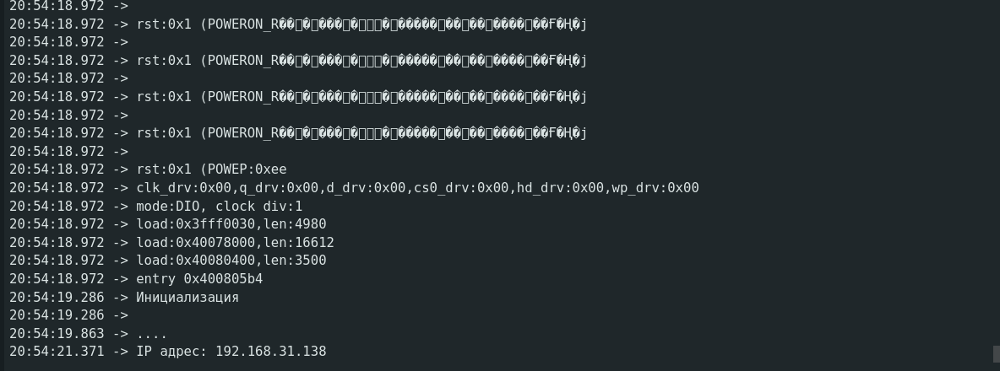 20:54:18.972 ->
20:54:18.972 -> rst:0x1 (POWERON_R
20:54:18.972 ->
20:54:18.972 -> rst:0x1 (POWERON_R
20:54:18.972 ->
20:54:18.972 -> rst:0x1 (POWERON_R
20:54:18.972 ->
20:54:18.972 -> rst:0x1 (POWERON_R
20:54:18.972 ->
20:54:18.972 -> rst:0x1 (POWEP:0xee
20:54:18.972 -> clk_drv:0x00,q_drv:0x00,d_drv:0x00,cs0_drv:0x00,hd_drv:0x00,wp_drv:0x00
20:54:18.972 -> mode:DIO, clock div:1
20:54:18.972 -> load:0x3fff0030,len:4980
20:54:18.972 -> load:0x40078000,len:16612
20:54:18.972 -> load:0x40080400,len:3500
20:54:18.972 -> entry 0x400805b4
20:54:19.286 -> Инициализация
20:54:19.286 ->
20:54:19.863 -> ....
20:54:21.371 -> IP адрес: 192.168.31.138